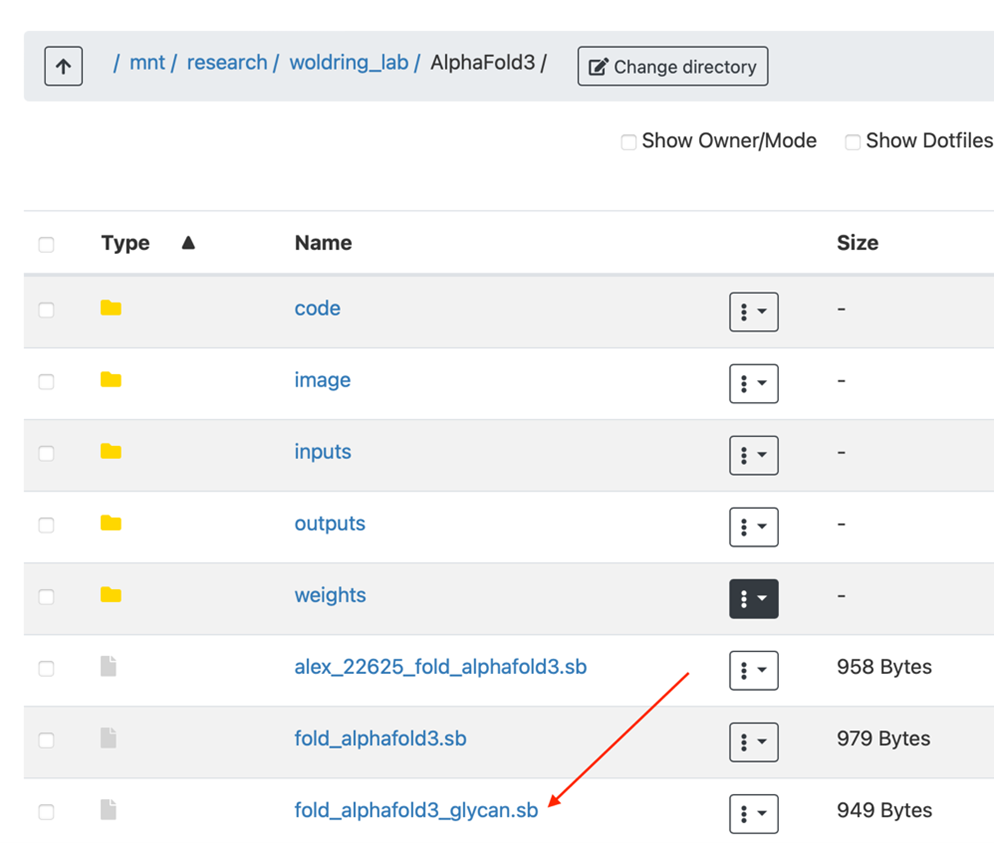 / mnt / research / woldring_lab / AlphaFold3 / Change directory
Show Owner/Mode Show Dotfiles
Type Name Size
code -
image -
inputs -
outputs -
weights -
alex_22625_fold_alphafold3.sb 958 Bytes
fold_alphafold3.sb 979 Bytes
fold_alphafold3_glycan.sb 949 Bytes